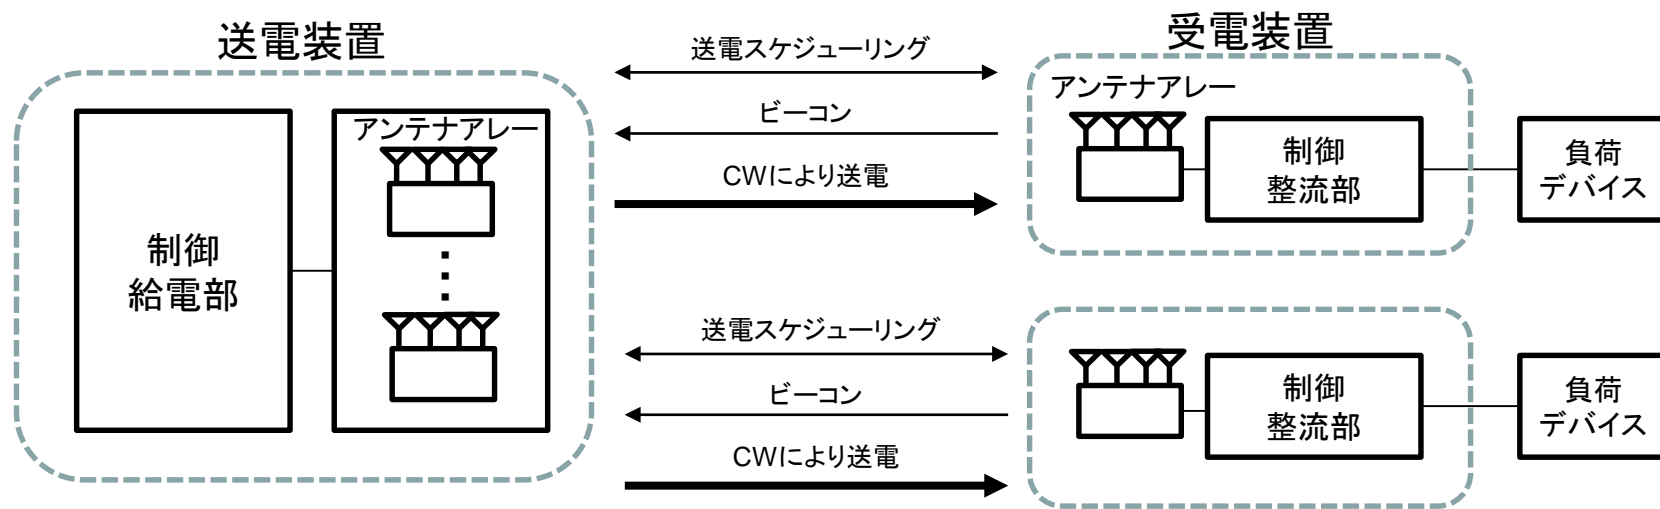 送電装置
制御
給電部
アンテナアレー
送電スケジューリング
ビーコン
CWにより送電
送電スケジューリング
ビーコン
CWにより送電
受電装置
アンテナアレー
制御
整流部
負荷
デバイス
制御
整流部
負荷
デバイス